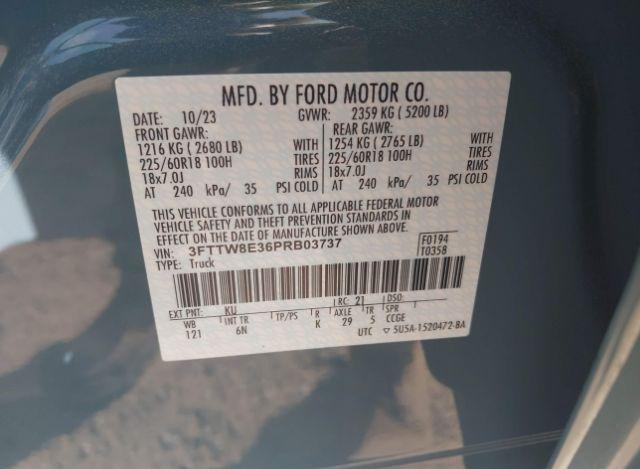 MFD. BY FORD MOTOR CO.
DATE: 10/23 GVWR: 2359 KG ( 5200 LB)
FRONT GAWR: REAR GAWR:
1216 KG ( 2680 LB) WITH 1254 KG ( 2765 LB) WITH
225/60R18 100H TIRES 225/60R18 100H TIRES
18x7.0J RIMS 18x7.0J RIMS
AT 240 kPa/ 35 PSI COLD AT 240 kPa/ 35 PSI COLD
THIS VEHICLE CONFORMS TO ALL APPLICABLE FEDERAL MOTOR
VEHICLE SAFETY AND THEFT PREVENTION STANDARDS IN
EFFECT ON THE DATE OF MANUFACTURE SHOWN ABOVE.
VIN: 3FTTW8E36PRB03737 F0194
TYPE: Truck T0358
EXT PNT: KU RC: 21 DSO:
WB INT TR TP/PS R AXLE TR SPR
121 6N K 29 5 CCGE
UTC ▽ 5U5A-1520472-BA